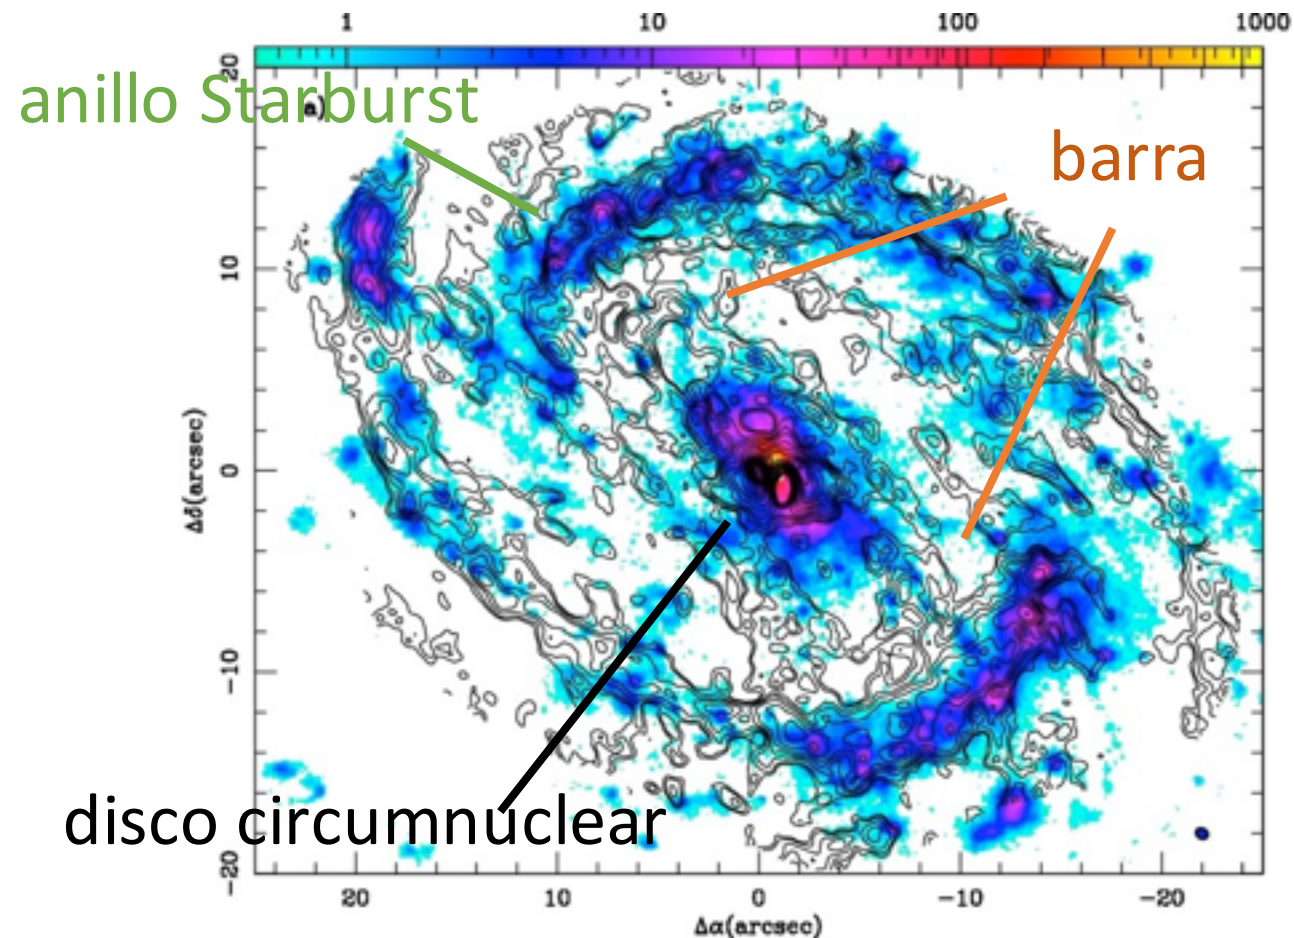 1 10 100 1000
anillo Starburst
a)
barra
disco circumnuclear
20
10
0
−10
−20
Δδ(arcsec)
20 10 0 −10 −20
Δα(arcsec)